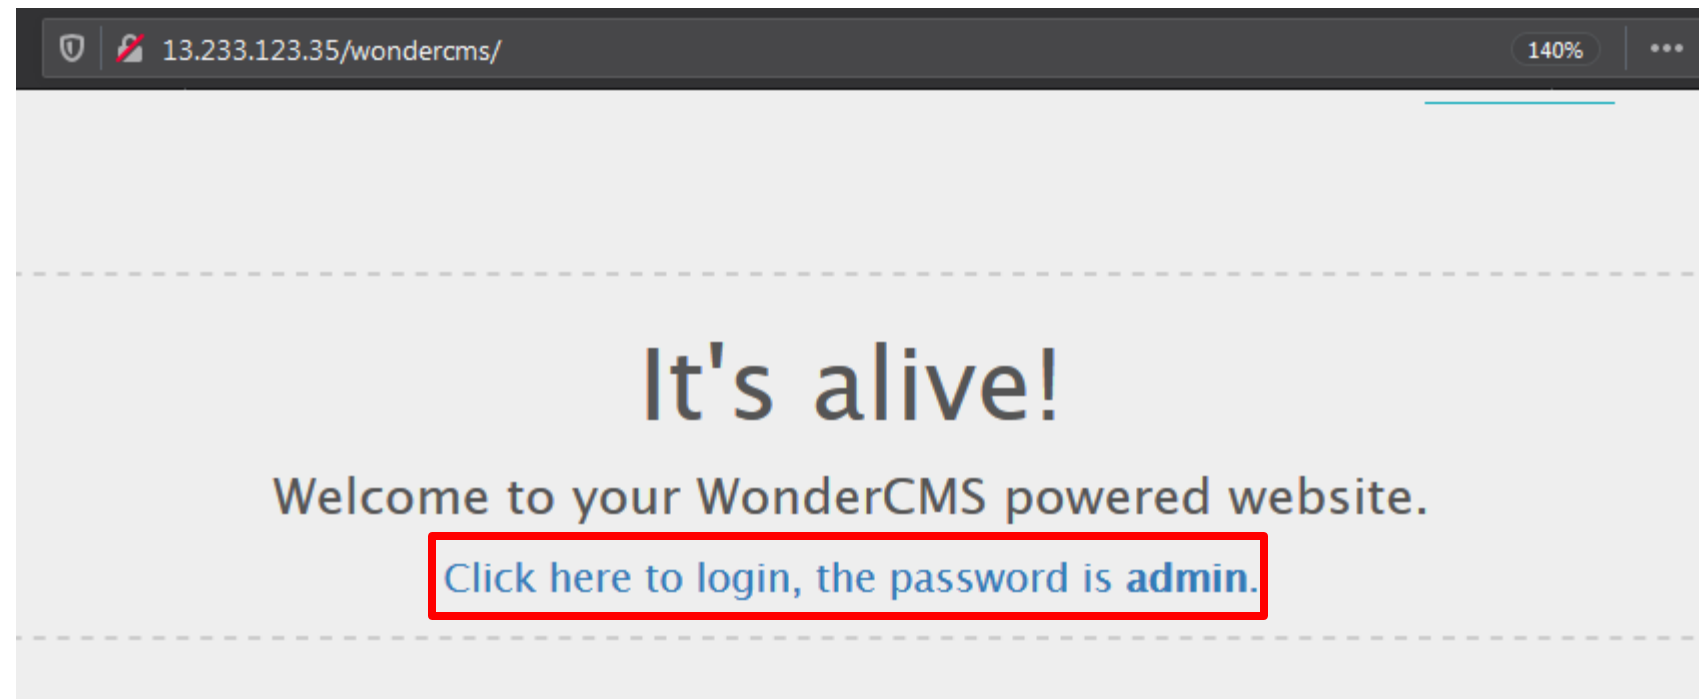 13.233.123.35/wondercms/ 140%
It's alive!
Welcome to your WonderCMS powered website.
Click here to login, the password is admin.